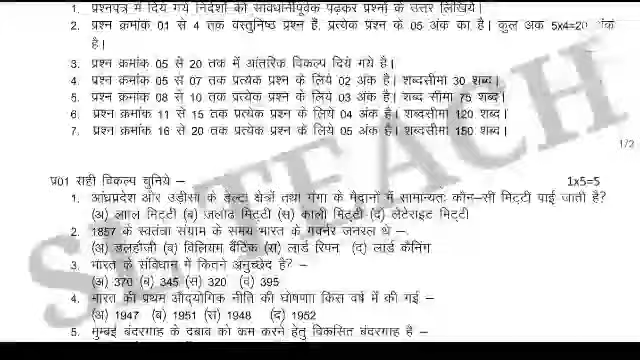 1. प्रश्नपत्र में दिये गये निर्देशों को सावधानीपूर्वक पढ़कर प्रश्नों के उत्तर लिखिये।
2. प्रश्न क्रमांक 01 से 4 तक वस्तुनिष्ठ प्रश्न हैं, प्रत्येक प्रश्न के 05 अंक का है। कुल अंक 5x4=20 अंक
है।
3. प्रश्न क्रमांक 05 से 20 तक में आंतरिक विकल्प दिये गये है।
4. प्रश्न क्रमांक 05 से 07 तक प्रत्येक प्रश्न के लिये 02 अंक है। शब्दसीमा 30 शब्द।
5. प्रश्न क्रमांक 08 से 10 तक प्रत्येक प्रश्न के लिये 03 अंक है। शब्द सीमा 75 शब्द।
6. प्रश्न क्रमांक 11 से 15 तक प्रत्येक प्रश्न के लिये 04 अंक है। शब्दसीमा 120 शब्द।
7. प्रश्न क्रमांक 16 से 20 तक प्रत्येक प्रश्न के लिये 05 अंक है। शब्दसीमा 150 शब्द।
1/2
प्र01 सही विकल्प चुनिये – 1x5=5
1. आंध्रप्रदेश और उड़ीसा के डेल्टा क्षेत्रों तथा गंगा के मैदानों में सामान्यतः कौन–सी मिट्टी पाई जाती है?
(अ) लााल मिट्टी (ब) जलोढ मिट्टी (स) काली मिट्टी (द) लेटेराइट मिट्टी
2. 1857 के स्वतंत्रा संग्राम के समय भारत के गवर्नर जनरल थे –
(अ) डलहौजी (ब) विलियम बैंटिंक (स) लार्ड रिपन (द) लार्ड कैनिंग
3. भारत के संविधान में कितने अनुच्छेद है? –
(अ) 370 (ब) 345 (स) 320 (द) 395
4. भारत की प्रथम औद्योगिक नीति की घोषणा किस वर्ष में की गई –
(अ) 1947 (ब) 1951 (स) 1948 (द) 1952
5. मुम्बई बंदरगाह के दबाव को कम करने हेतु विकसित बंदरगाह है –